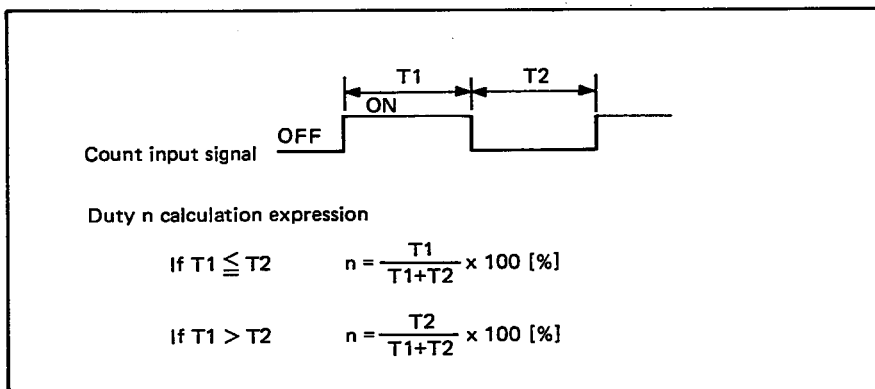 T1 T2
ON
OFF
Count input signal
Duty n calculation expression
If T1 ≦ T2 n = T1/T1+T2 x 100 [%]
If T1 > T2 n = T2/T1+T2 x 100 [%]